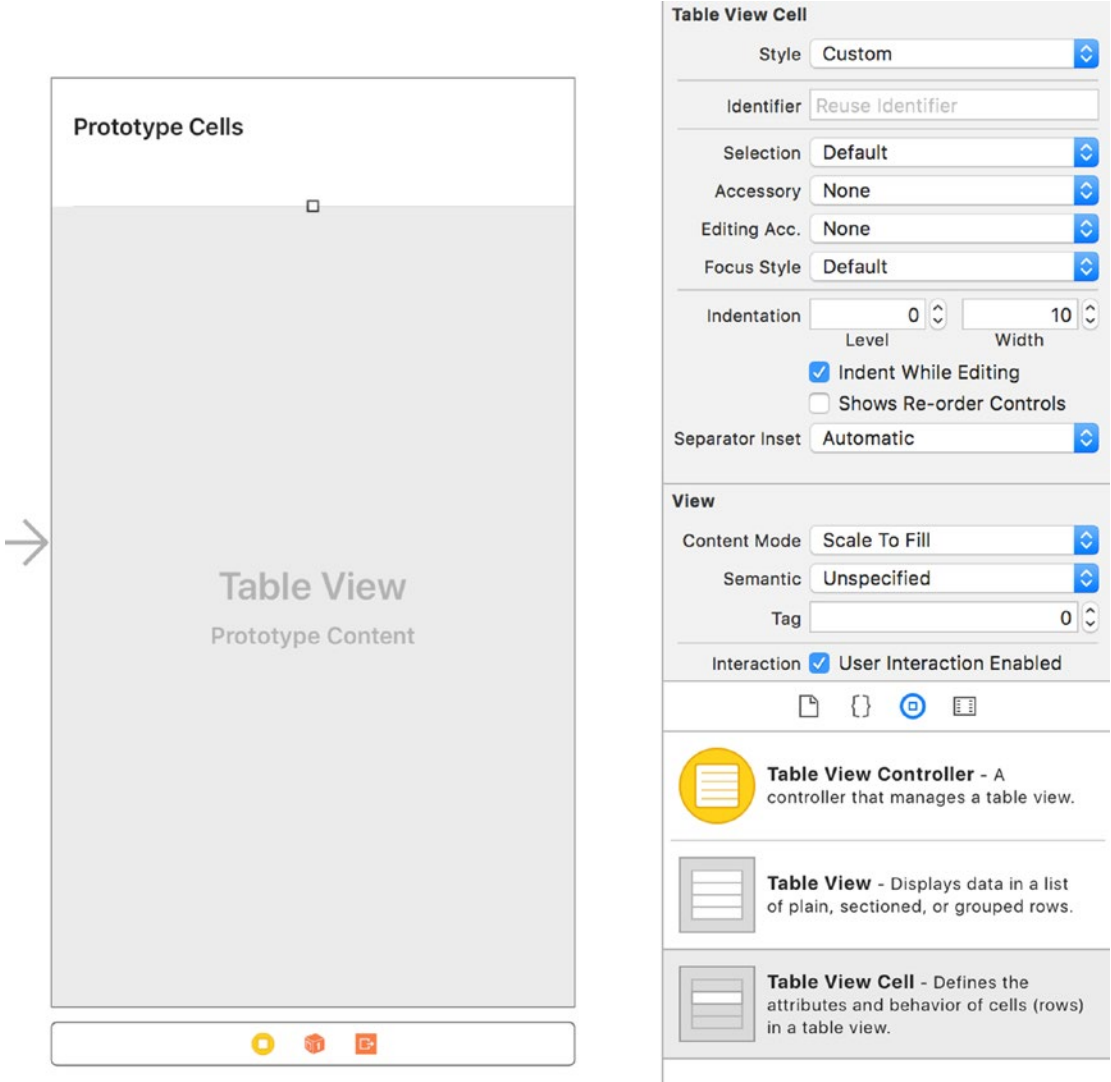 Prototype Cells
Table View
Prototype Content
Table View Cell
Style Custom
Identifier Reuse Identifier
Selection Default
Accessory None
Editing Acc. None
Focus Style Default
Indentation 0 10
Level Width
Indent While Editing
Shows Re-order Controls
Separator Inset Automatic
View
Content Mode Scale To Fill
Semantic Unspecified
Tag 0
Interaction User Interaction Enabled
{}
Table View Controller - A
controller that manages a table view.
Table View - Displays data in a list
of plain, sectioned, or grouped rows.
Table View Cell - Defines the
attributes and behavior of cells (rows)
in a table view.